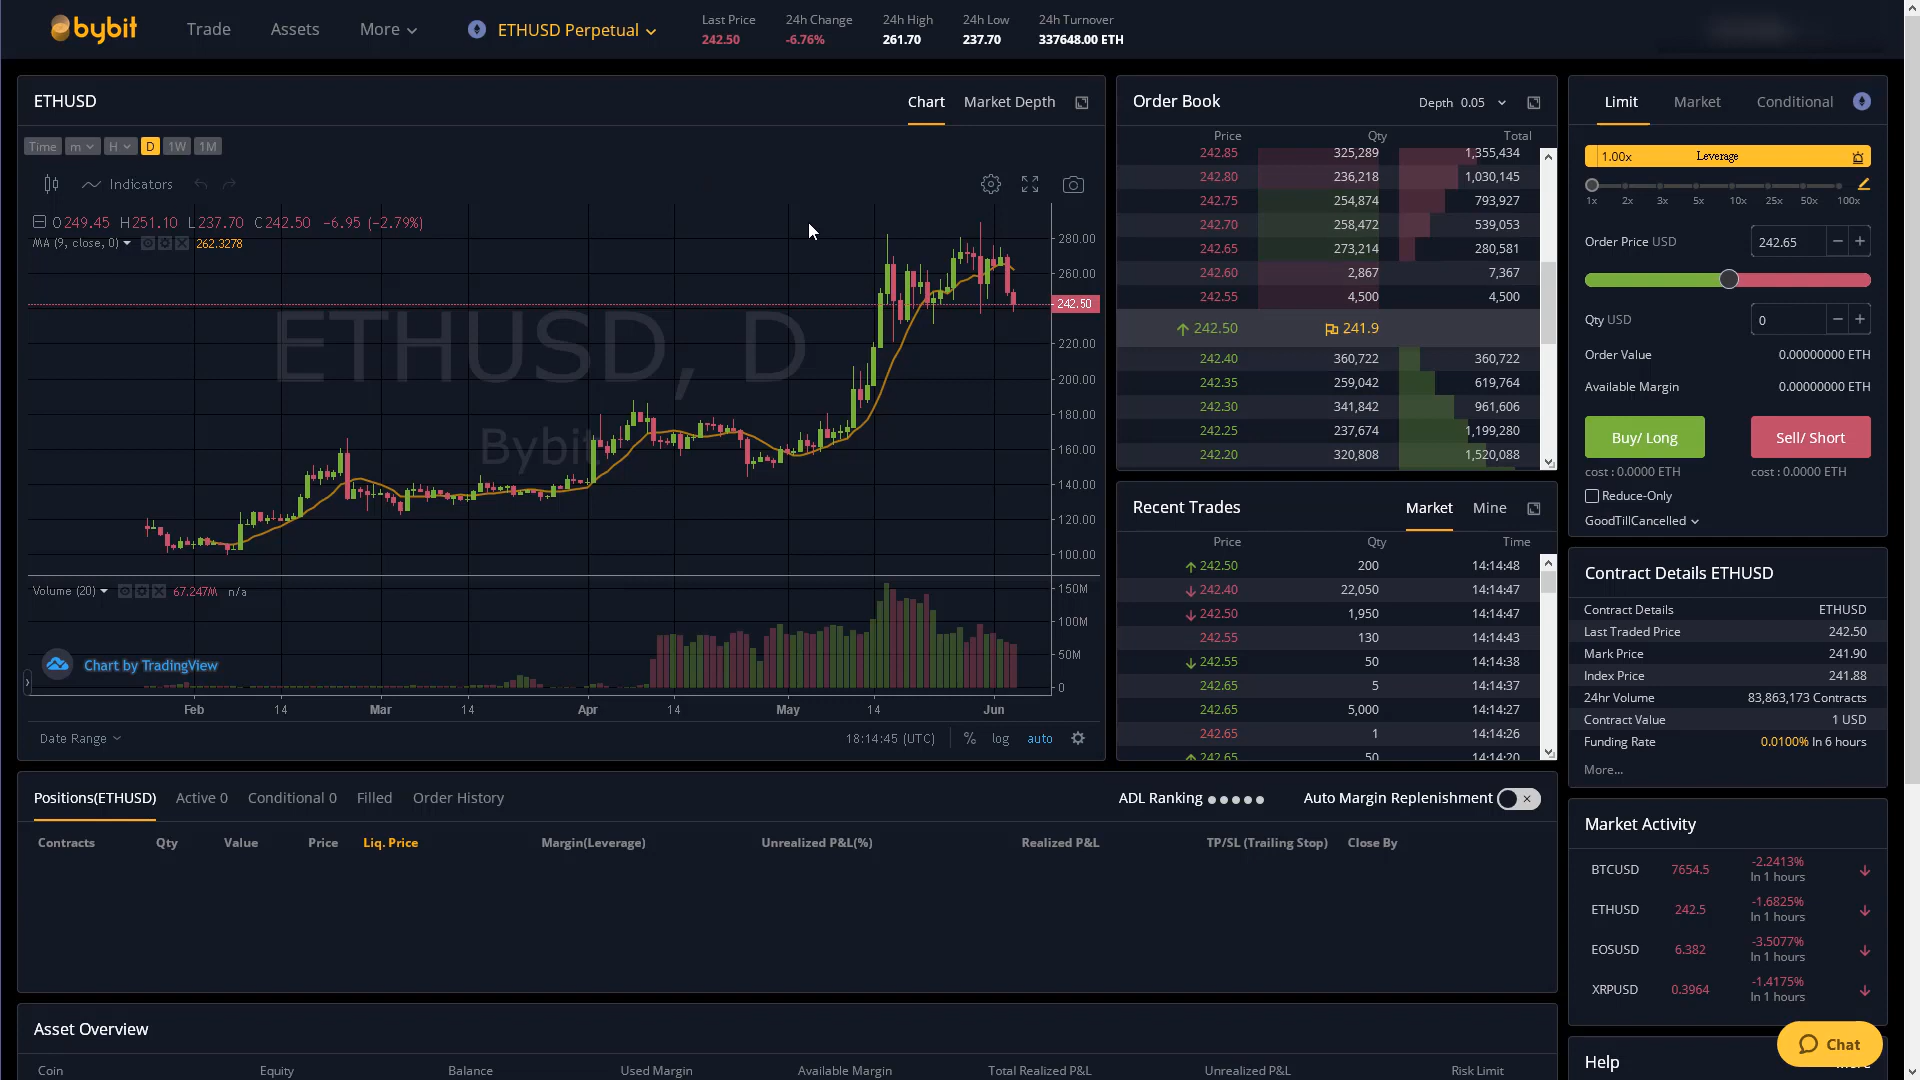 bybit
Trade Assets More
ETHUSD Perpetual
Last Price 24h Change 24h High 24h Low 24h Turnover
242.50 -6.76% 261.70 237.70 337648.00 ETH
ETHUSD
Chart Market Depth
Time m H D 1W 1M
Indicators
O249.45 H251.10 L237.70 C242.50 -6.95 (-2.79%)
MA (9, close, 0) 262.3278
ETHUSD, D
Bybit
280.00
260.00
242.50
220.00
200.00
180.00
160.00
140.00
120.00
100.00
Volume (20) 67.247M n/a
150M
100M
50M
0
Chart by TradingView
Feb 14 Mar 14 Apr 14 May 14 Jun
Date Range 18:14:45 (UTC) % log auto
Order Book
Depth 0.05
Price Qty Total
242.85 325,289 1,355,434
242.80 236,218 1,030,145
242.75 254,874 793,927
242.70 258,472 539,053
242.65 273,214 280,581
242.60 2,867 7,367
242.55 4,500 4,500
242.50 241.9
242.40 360,722 360,722
242.35 259,042 619,764
242.30 341,842 961,606
242.25 237,674 1,199,280
242.20 320,808 1,520,088
Recent Trades
Market Mine
Price Qty Time
242.50 200 14:14:48
242.40 22,050 14:14:47
242.50 1,950 14:14:47
242.55 130 14:14:43
242.55 50 14:14:38
242.65 5 14:14:37
242.65 5,000 14:14:27
242.65 1 14:14:26
242.65 50 14:14:20
Limit Market Conditional
1.00x Leverage
1x 2x 3x 5x 10x 25x 50x 100x
Order Price USD 242.65 − +
Qty USD 0 − +
Order Value 0.00000000 ETH
Available Margin 0.00000000 ETH
Buy/ Long Sell/ Short
cost : 0.0000 ETH cost : 0.0000 ETH
Reduce-Only
GoodTillCancelled
Contract Details ETHUSD
Contract Details ETHUSD
Last Traded Price 242.50
Mark Price 241.90
Index Price 241.88
24hr Volume 83,863,173 Contracts
Contract Value 1 USD
Funding Rate 0.0100% In 6 hours
More...
Positions(ETHUSD) Active 0 Conditional 0 Filled Order History
ADL Ranking Auto Margin Replenishment
Contracts Qty Value Price Liq. Price Margin(Leverage) Unrealized P&L(%) Realized P&L TP/SL (Trailing Stop) Close By
Market Activity
BTCUSD 7654.5 -2.2413% In 1 hours
ETHUSD 242.5 -1.6825% In 1 hours
EOSUSD 6.382 -3.5077% In 1 hours
XRPUSD 0.3964 -1.4175% In 1 hours
Asset Overview
Coin Equity Balance Used Margin Available Margin Total Realized P&L Unrealized P&L Risk Limit
Help
Chat